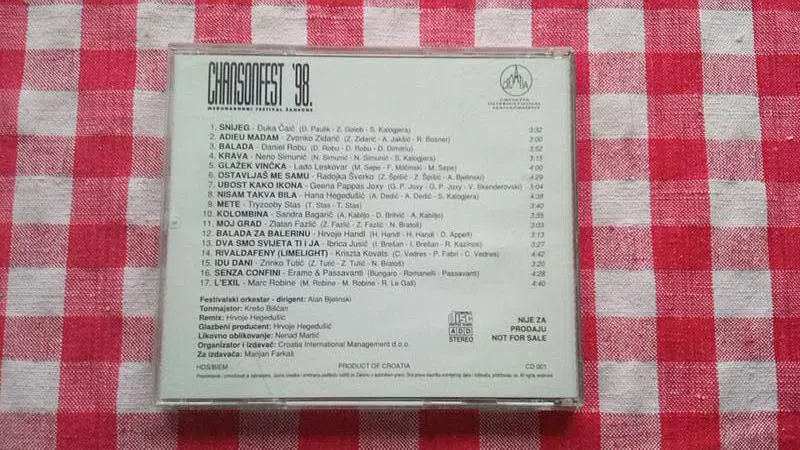 CHANSONFEST '98.
MEĐUNARODNI FESTIVAL ŠANSONE
CROATIA
1. SNIJEG - Đuka Čaić (D. Paulik - Z. Golob - S. Kalogjera) 3:32
2. ADIEU MADAM - Zvonko Zidarić (Z. Zidarić - A. Jakšić - R. Bosner) 3:00
3. BALADA - Daniel Robu (D. Robu - D. Robu - D. Dimitriu) 3:52
4. KRAVA - Neno Simunić (N. Simunić - N. Simunić - S. Kalogjera) 3:15
5. GLAŽEK VINČKA - Lado Leskovar (M. Sepe - F. Milčinski - M. Sepe) 4:00
6. OSTAVLJAŠ ME SAMU - Radojka Šverko (Z. Špišić - Z. Špišić - A. Bjelinski) 4:29
7. UBOST KAKO IKONA - Geena Pappas Joxy (G. P. Joxy - G. P. Joxy - V. Skenderovski) 5:04
8. NISAM TAKVA BILA - Hana Hegedušić (A. Dedić - A. Dedić - S. Kalogjera) 4:38
9. METE - Tryzooby Stas (T. Stas - T. Stas) 3:40
10. KOLOMBINA - Sandra Bagarić (A. Kabiljo - D. Britvić - A. Kabiljo) 3:55
11. MOJ GRAD - Zlatan Fazlić (Z. Fazlić - Z. Fazlić - N. Bratoš) 3:03
12. BALADA ZA BALERINU - Hrvoje Handl (H. Handl - H. Handl - D. Appelt) 3:13
13. DVA SMO SVIJETA TI I JA - Ibrica Jusić (I. Brešan - I. Brešan - R. Kazinoti) 3:27
14. RIVALDAFENY (LIMELIGHT) - Kriszta Kovats (C. Vedres - P. Fabri - C. Vedres) 4:42
15. IDU DANI - Zrinko Tutić (Z. Tutić - Z. Tutić - N. Bratoš) 3:20
16. SENZA CONFINI - Eramo & Passavanti (Bungaro - Romanelli - Passavanti) 4:28
17. L'EXIL - Marc Robine (M. Robine - M. Robine - R. Le Gall) 4:40
Festivalski orkestar - dirigent: Alan Bjelinski
Tonmajstor: Krešo Bišćan
Remix: Hrvoje Hegedušić
Glazbeni producent: Hrvoje Hegedušić
Likovno oblikovanje: Nenad Martić
Organizator i izdavač: Croatia International Management d.o.o.
Za izdavača: Marijan Farkaš
DISC
ADD
STEREO
NIJE ZA
PRODAJU
NOT FOR SALE
HDS/BIEM PRODUCT OF CROATIA CD 001
All rights reserved